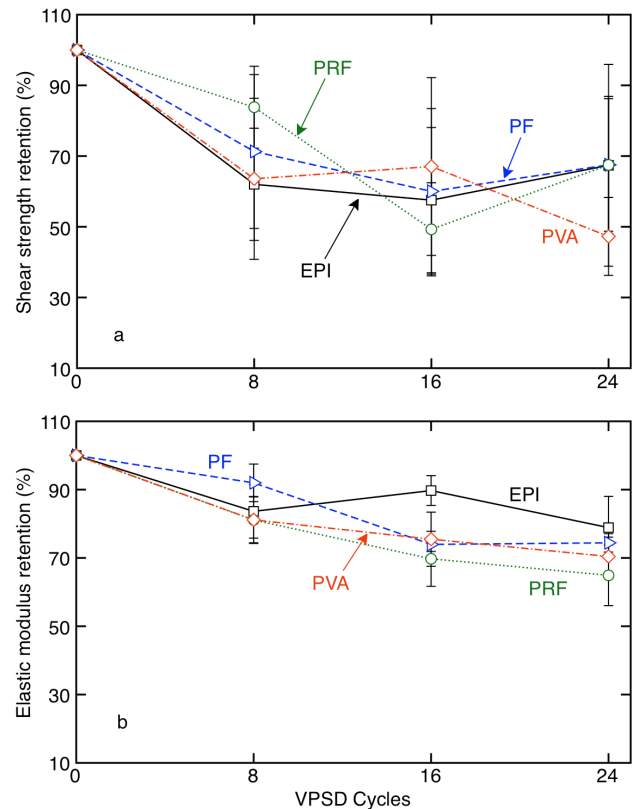 110
90
70
50
30
10
Shear strength retention (%)
PRF
PF
EPI
PVA
a
0
8
16
24
110
90
70
50
30
10
Elastic modulus retention (%)
PF
EPI
PVA
PRF
b
0
8
16
24
VPSD Cycles